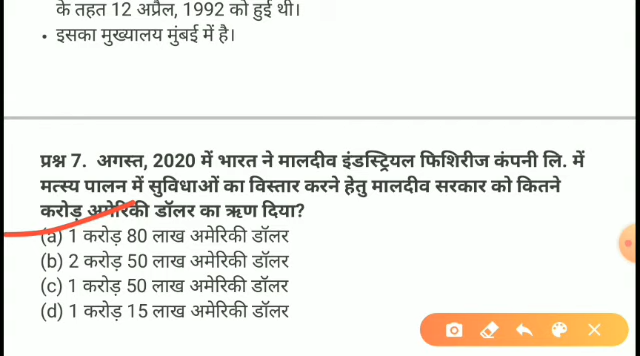 के तहत 12 अप्रैल, 1992 को हुई थी।
• इसका मुख्यालय मुंबई में है।
प्रश्न 7. अगस्त, 2020 में भारत ने मालदीव इंडस्ट्रियल फिशिरीज कंपनी लि. में
मत्स्य पालन में सुविधाओं का विस्तार करने हेतु मालदीव सरकार को कितने
करोड़ अमेरिकी डॉलर का ऋण दिया?
(a) 1 करोड़ 80 लाख अमेरिकी डॉलर
(b) 2 करोड़ 50 लाख अमेरिकी डॉलर
(c) 1 करोड़ 50 लाख अमेरिकी डॉलर
(d) 1 करोड़ 15 लाख अमेरिकी डॉलर